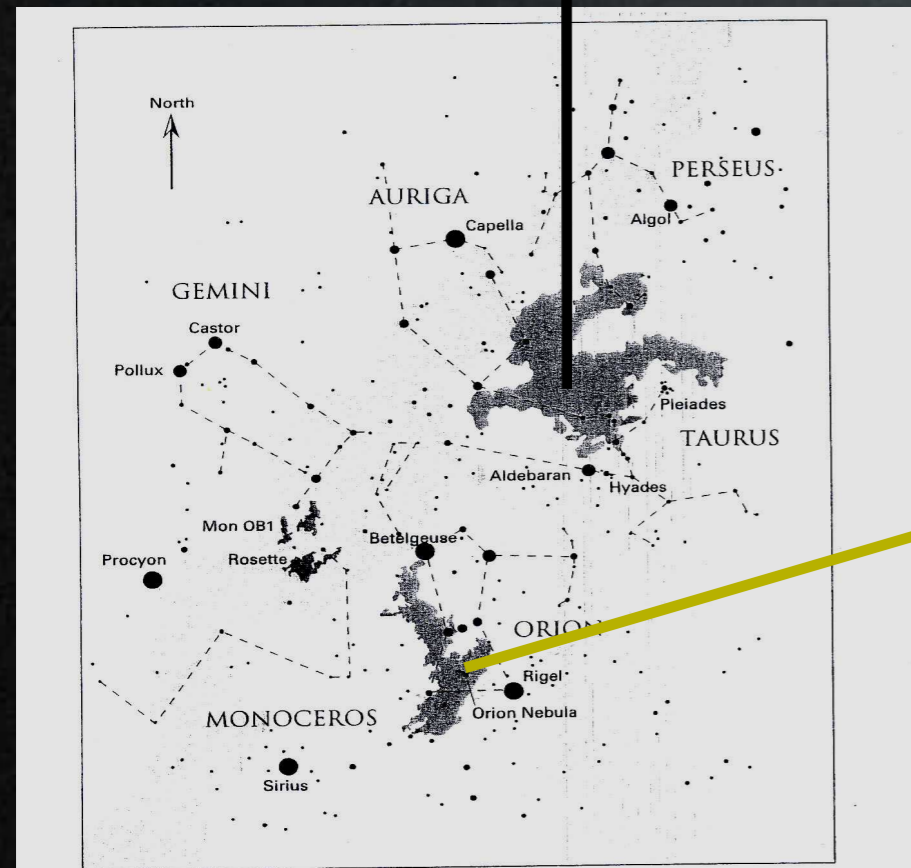 North
PERSEUS
AURIGA
Algol
Capella
GEMINI
Castor
Pollux
Pleiades
TAURUS
Aldebaran
Hyades
Mon OB1
Betelgeuse
Rosette
Procyon
ORION
Rigel
Orion Nebula
MONOCEROS
Sirius